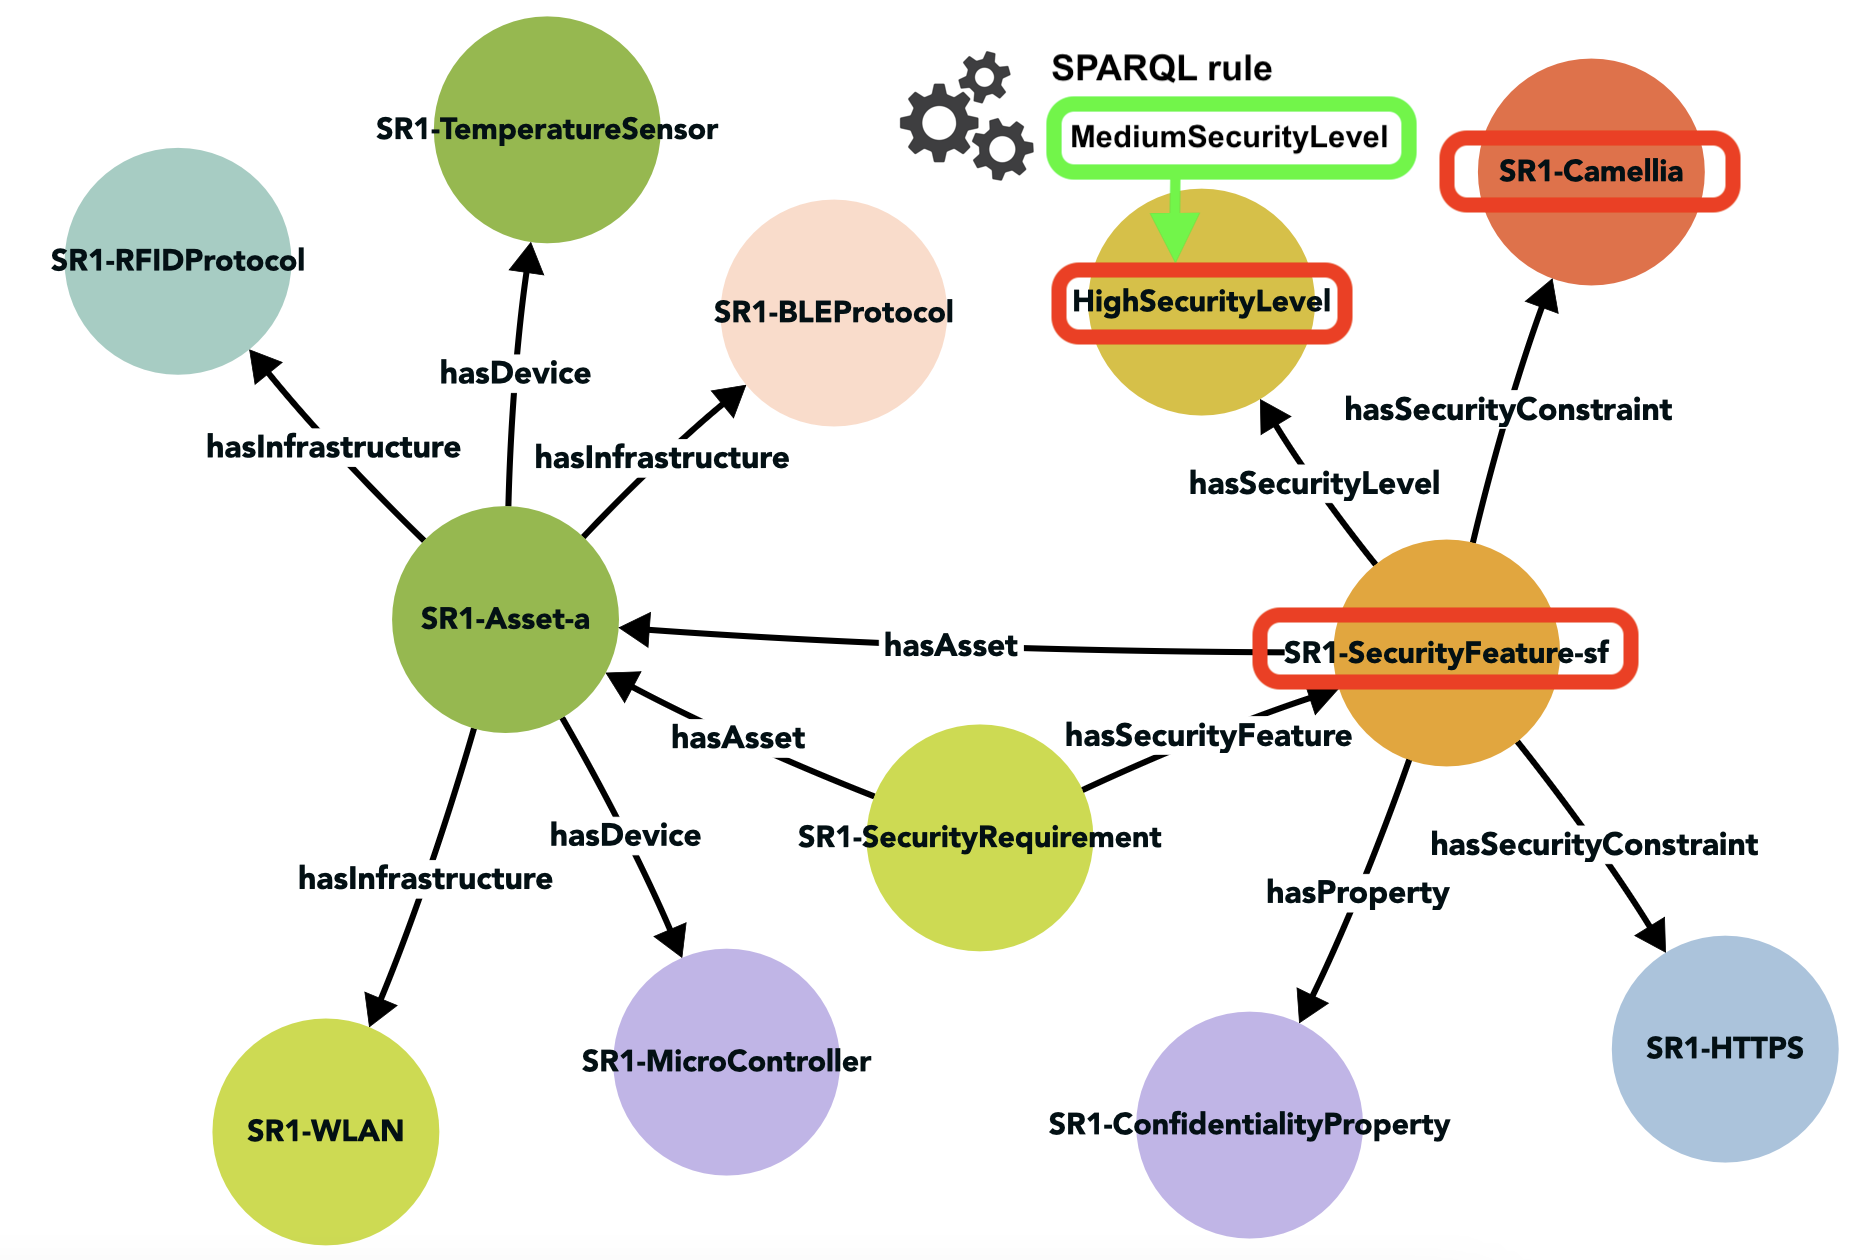 SPARQL rule
SR1-TemperatureSensor
MediumSecurityLevel
SR1-Camellia
SR1-RFIDProtocol
SR1-BLEProtocol
HighSecurityLevel
hasDevice
hasSecurityConstraint
hasInfrastructure
hasInfrastructure
hasSecurityLevel
SR1-Asset-a
hasAsset
SR1-SecurityFeature-sf
hasAsset
hasSecurityFeature
hasDevice
SR1-SecurityRequirement
hasSecurityConstraint
hasInfrastructure
hasProperty
SR1-MicroController
SR1-HTTPS
SR1-WLAN
SR1-ConfidentialityProperty